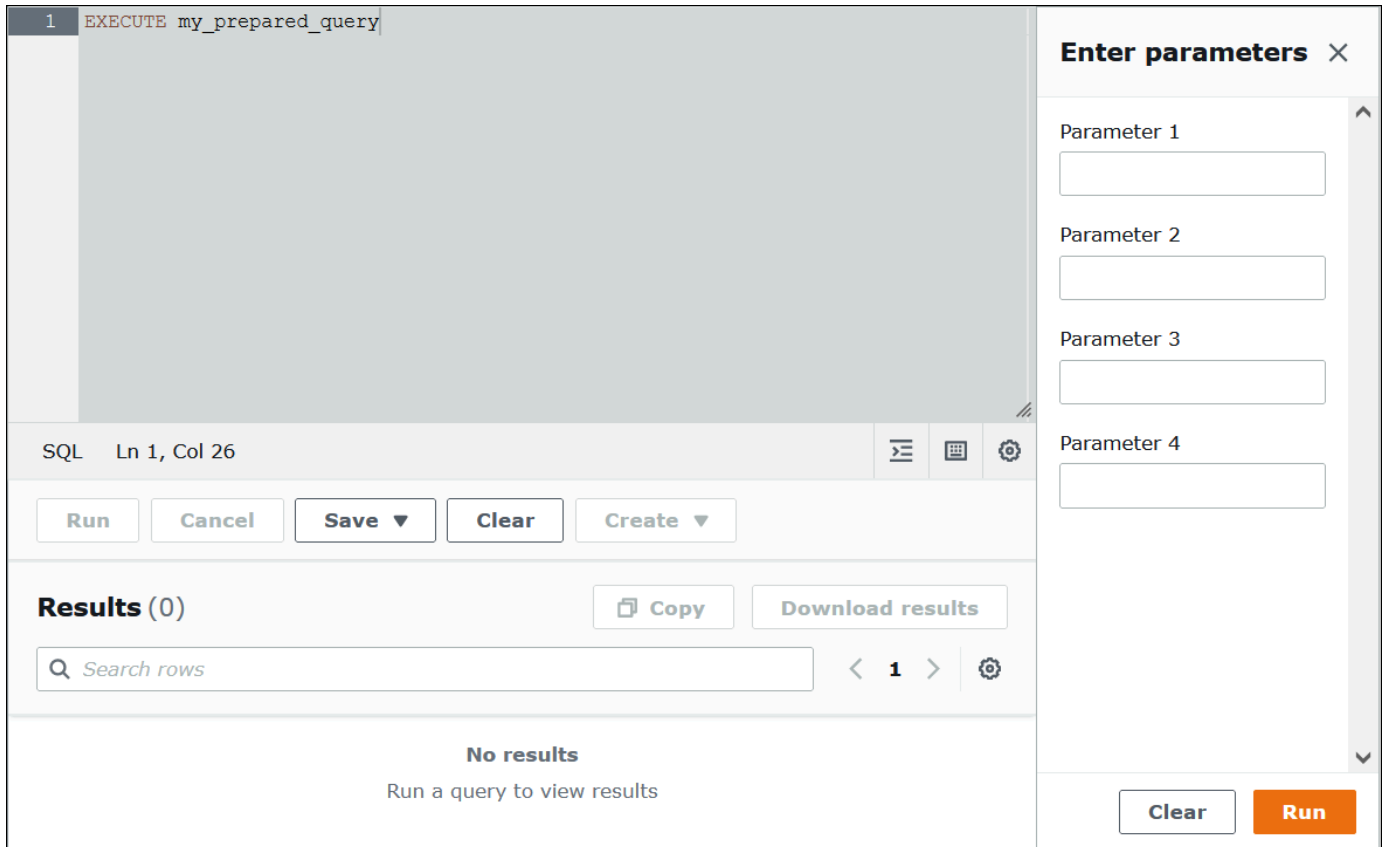 1 EXECUTE my_prepared_query
SQL Ln 1, Col 26
Run Cancel Save ▼ Clear Create ▼
Results (0) Copy Download results
Search rows 1
No results
Run a query to view results
Enter parameters
Parameter 1
Parameter 2
Parameter 3
Parameter 4
Clear Run